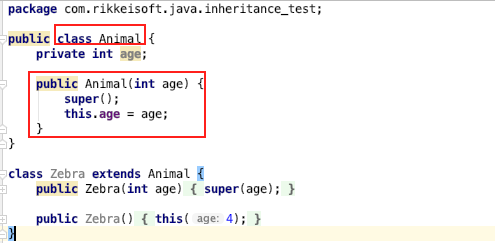 package com.rikkeisoft.java.inheritance_test;
public class Animal {
private int age;
public Animal(int age) {
super();
this.age = age;
}
}
class Zebra extends Animal {
public Zebra(int age) { super(age); }
public Zebra() { this( age: 4); }
}